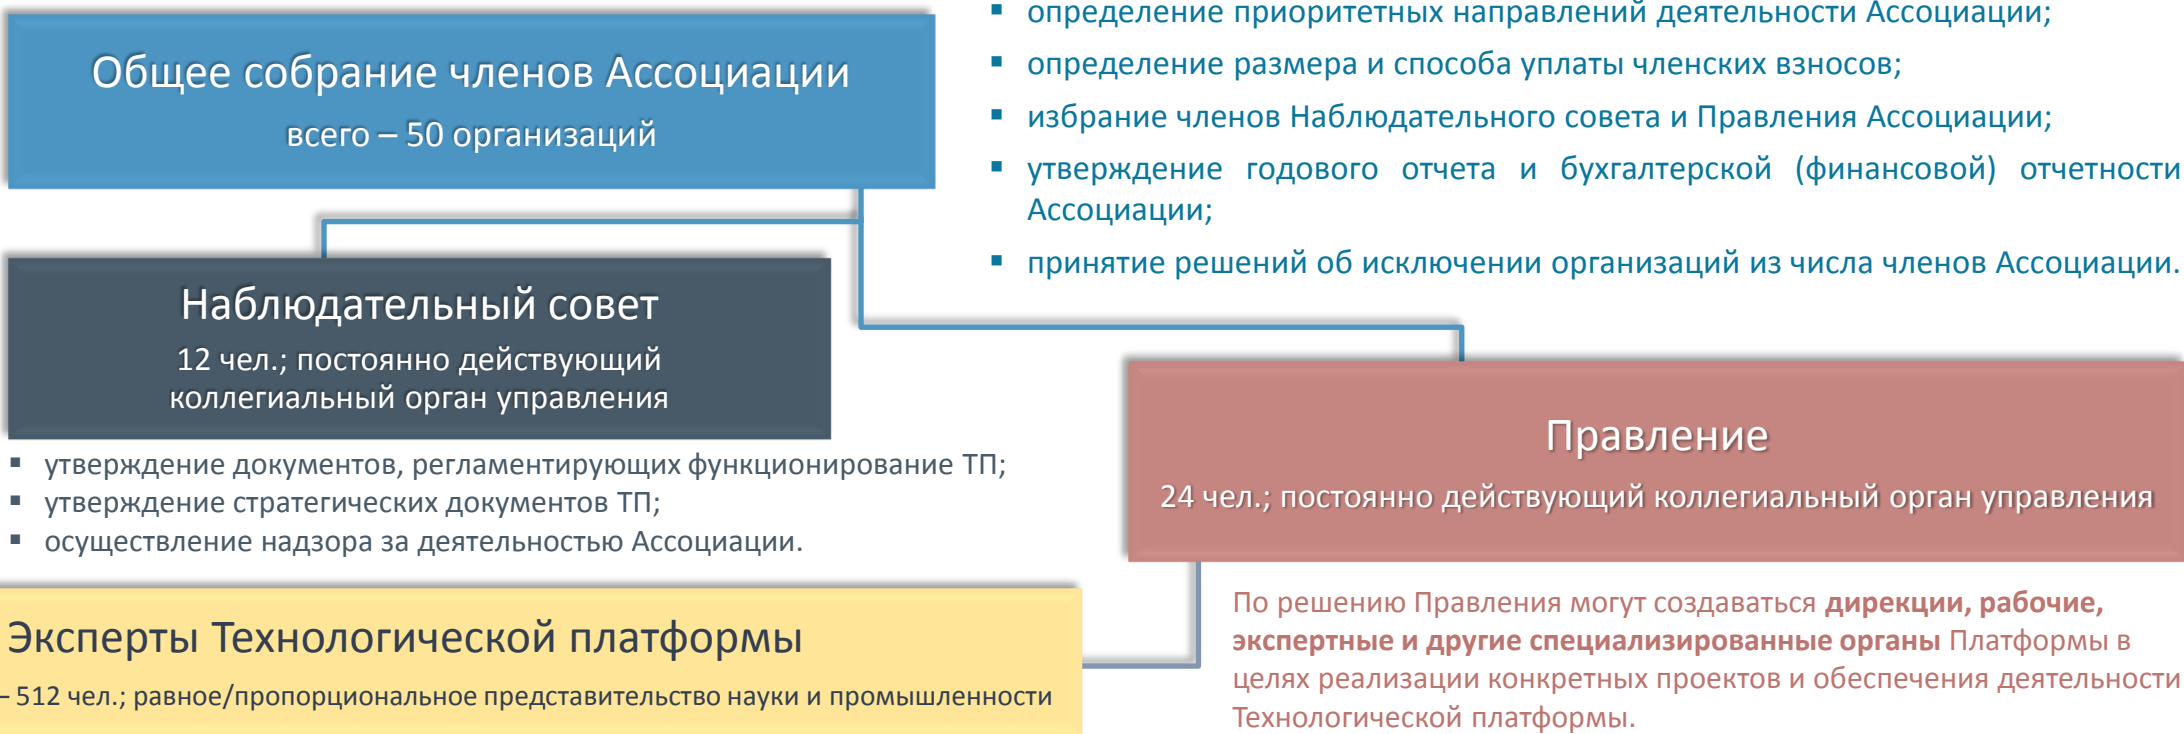 Общее собрание членов Ассоциации
всего – 50 организаций
▪ определение приоритетных направлений деятельности Ассоциации;
▪ определение размера и способа уплаты членских взносов;
▪ избрание членов Наблюдательного совета и Правления Ассоциации;
▪ утверждение годового отчета и бухгалтерской (финансовой) отчетности
Ассоциации;
▪ принятие решений об исключении организаций из числа членов Ассоциации.
Наблюдательный совет
12 чел.; постоянно действующий
коллегиальный орган управления
▪ утверждение документов, регламентирующих функционирование ТП;
▪ утверждение стратегических документов ТП;
▪ осуществление надзора за деятельностью Ассоциации.
Правление
24 чел.; постоянно действующий коллегиальный орган управления
По решению Правления могут создаваться дирекции, рабочие,
экспертные и другие специализированные органы Платформы в
целях реализации конкретных проектов и обеспечения деятельности
Технологической платформы.
Эксперты Технологической платформы
– 512 чел.; равное/пропорциональное представительство науки и промышленности